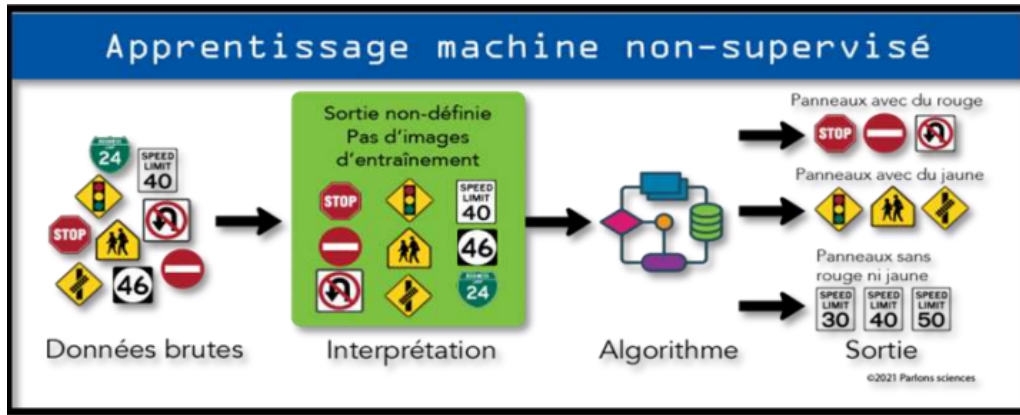 Apprentissage machine non-supervisé
24
SPEED
LIMIT
40
STOP
46
Données brutes
Sortie non-définie
Pas d'images
d'entraînement
STOP
SPEED
LIMIT
40
46
24
Interprétation
Algorithme
Panneaux avec du rouge
STOP
Panneaux avec du jaune
Panneaux sans
rouge ni jaune
SPEED SPEED SPEED
LIMIT LIMIT LIMIT
30 40 50
Sortie
©2021 Parlons sciences